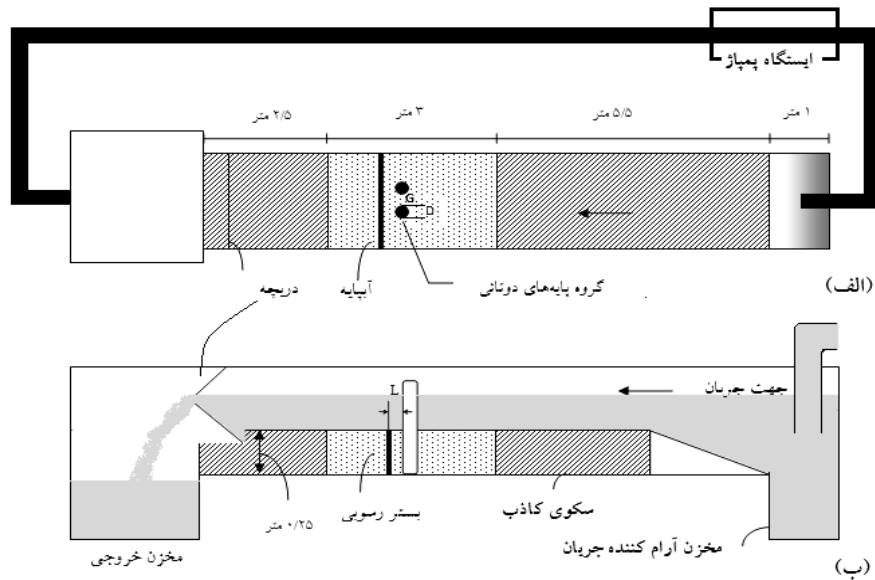 ایستگاه پمپاژ
۲/۵ متر
۳ متر
۵/۵ متر
۱ متر
G
D
دریچه
آبپایه
گروه پایه‌های دوتائی
(الف)
L
جهت جریان
۰/۲۵ متر
بستر رسوبی
سکوی کاذب
مخزن خروجی
مخزن آرام کننده جریان
(ب)